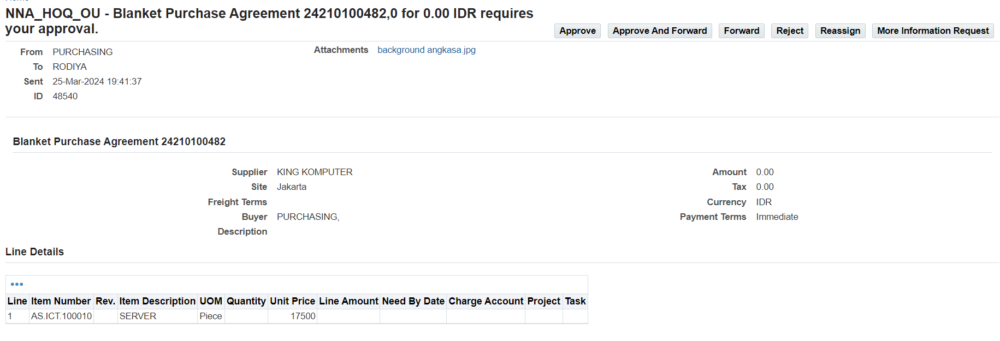 NNA_HOQ_OU - Blanket Purchase Agreement 24210100482,0 for 0.00 IDR requires
your approval.
Approve
Approve And Forward
Forward
Reject
Reassign
More Information Request
From PURCHASING
To RODIYA
Sent 25-Mar-2024 19:41:37
ID 48540
Attachments background angkasa.jpg
Blanket Purchase Agreement 24210100482
Supplier KING KOMPUTER
Site Jakarta
Freight Terms
Buyer PURCHASING,
Description
Amount 0.00
Tax 0.00
Currency IDR
Payment Terms Immediate
Line Details
Line Item Number Rev. Item Description UOM Quantity Unit Price Line Amount Need By Date Charge Account Project Task
1 AS.ICT.100010 SERVER Piece 17500